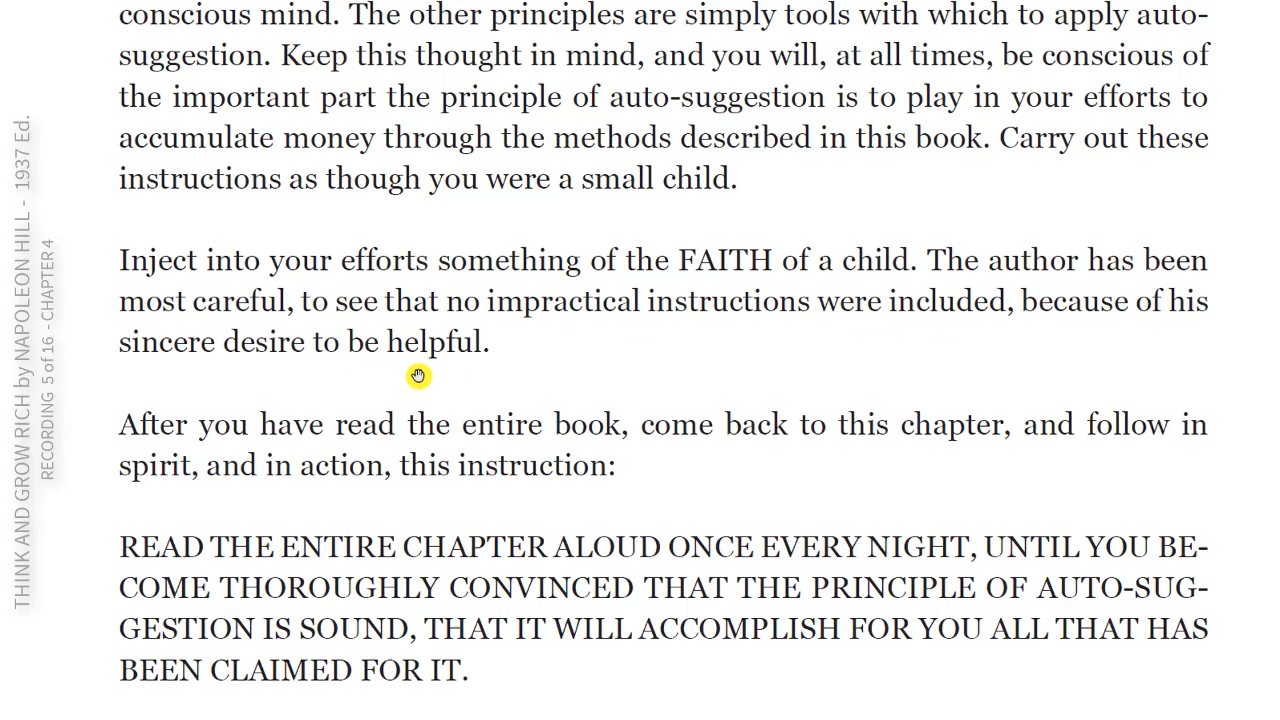 conscious mind. The other principles are simply tools with which to apply auto-
suggestion. Keep this thought in mind, and you will, at all times, be conscious of
the important part the principle of auto-suggestion is to play in your efforts to
accumulate money through the methods described in this book. Carry out these
instructions as though you were a small child.
Inject into your efforts something of the FAITH of a child. The author has been
most careful, to see that no impractical instructions were included, because of his
sincere desire to be helpful.
After you have read the entire book, come back to this chapter, and follow in
spirit, and in action, this instruction:
READ THE ENTIRE CHAPTER ALOUD ONCE EVERY NIGHT, UNTIL YOU BE-
COME THOROUGHLY CONVINCED THAT THE PRINCIPLE OF AUTO-SUG-
GESTION IS SOUND, THAT IT WILL ACCOMPLISH FOR YOU ALL THAT HAS
BEEN CLAIMED FOR IT.
THINK AND GROW RICH by NAPOLEON HILL - 1937 Ed.
RECORDING 5 of 16 - CHAPTER 4